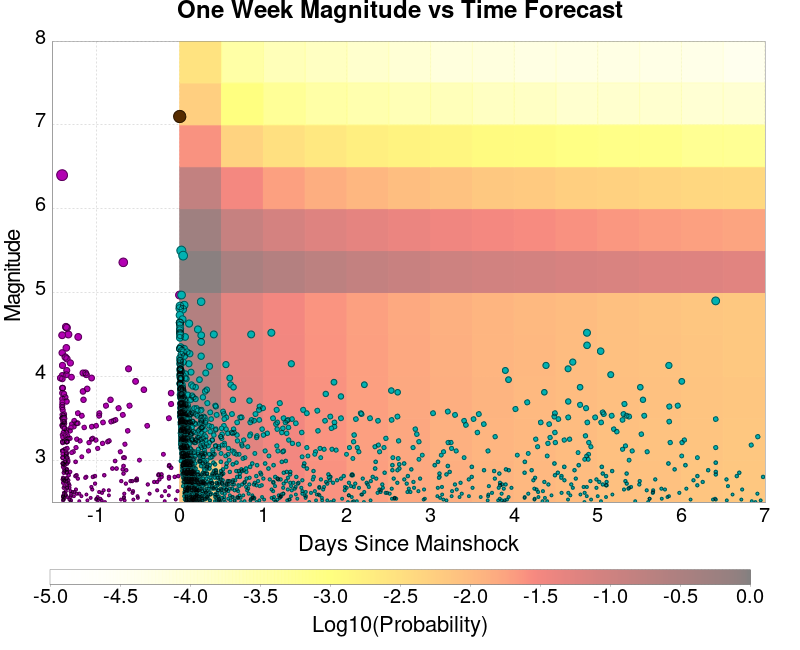 One Week Magnitude vs Time Forecast
8
7
6
5
4
3
Magnitude
-1 0 1 2 3 4 5 6 7
Days Since Mainshock
-5.0 -4.5 -4.0 -3.5 -3.0 -2.5 -2.0 -1.5 -1.0 -0.5 0.0
Log10(Probability)